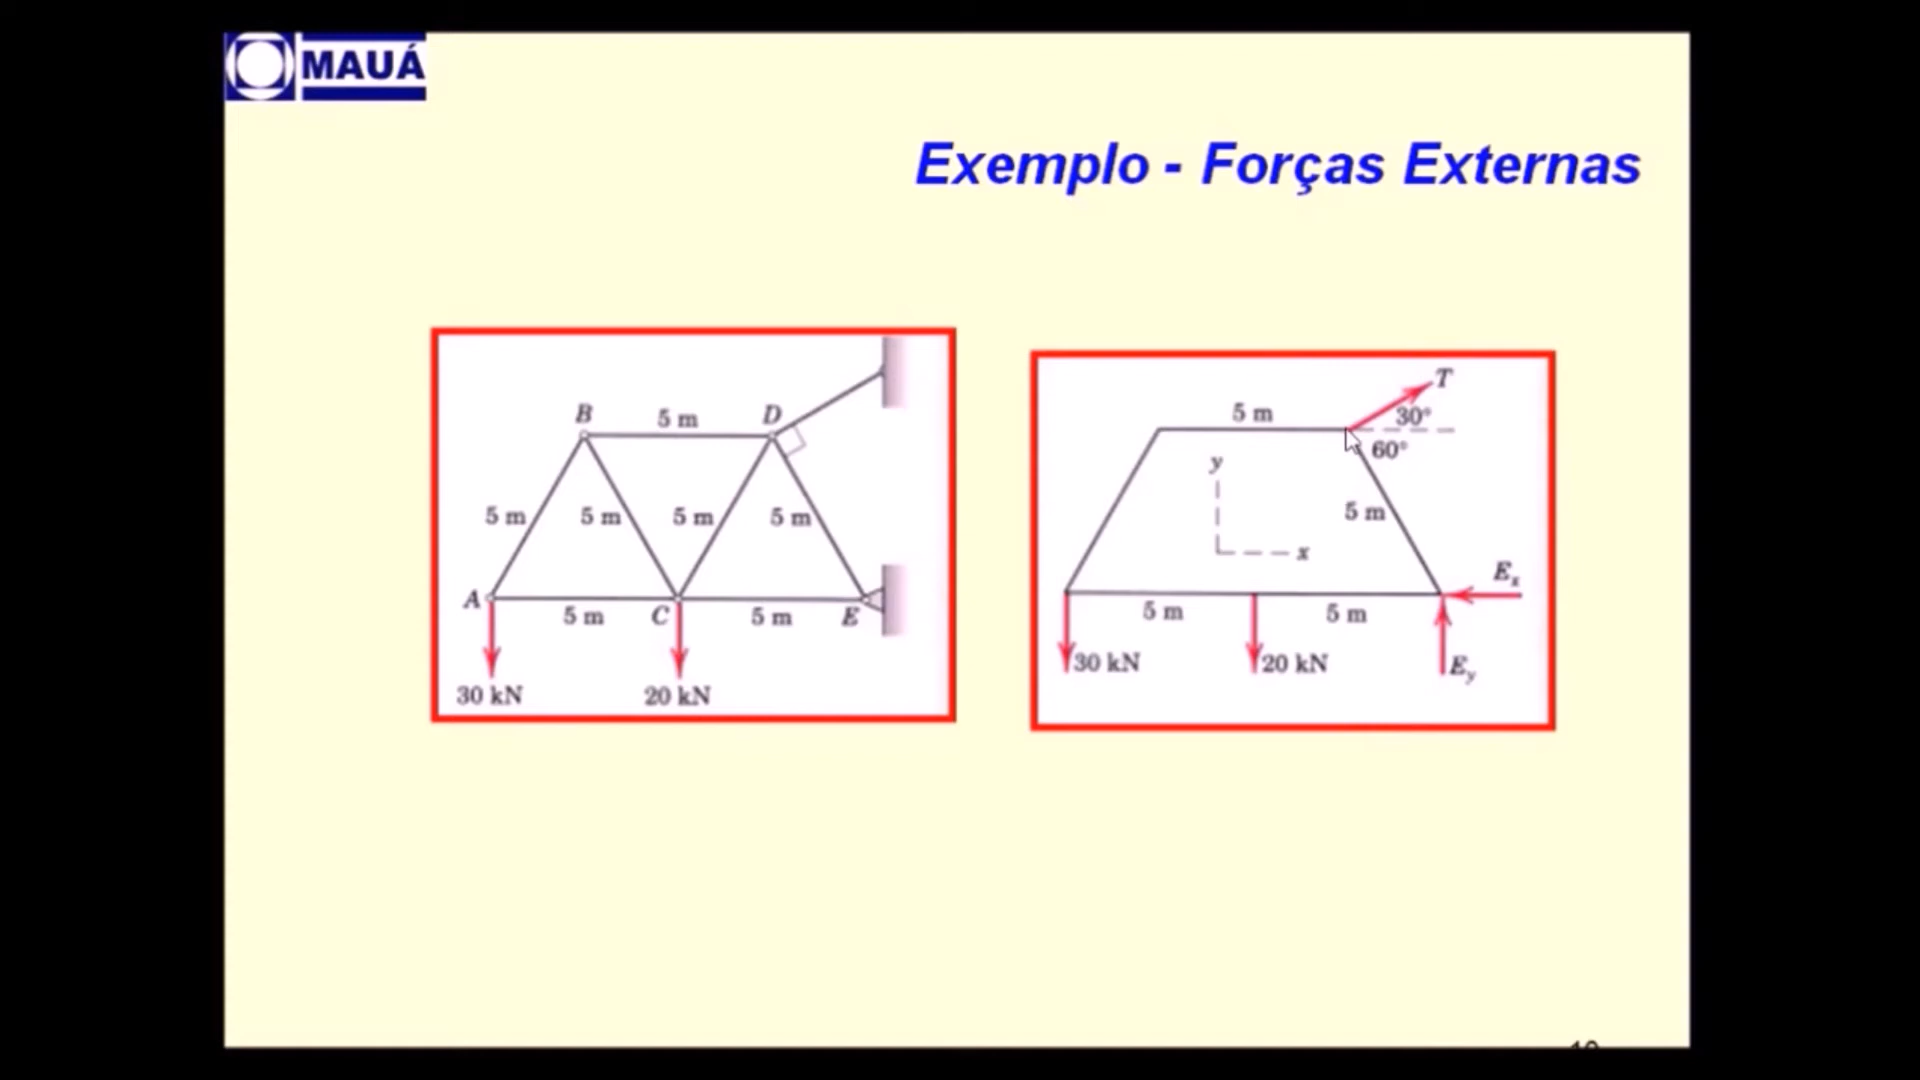 MAUÁ
Exemplo - Forças Externas
B
5 m
D
5 m
5 m
5 m
5 m
A
5 m
C
5 m
E
30 kN
20 kN
T
5 m
30°
60°
y
5 m
x
Ex
5 m
5 m
30 kN
20 kN
Ey